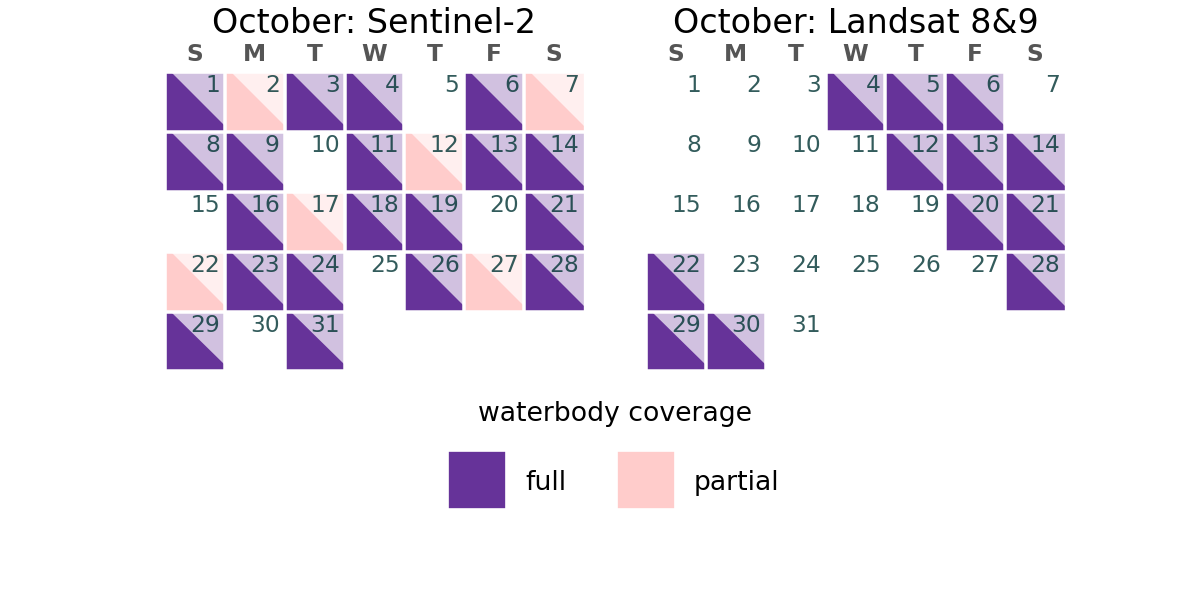 October: Sentinel-2
S M T W T F S
1 2 3 4 5 6 7
8 9 10 11 12 13 14
15 16 17 18 19 20 21
22 23 24 25 26 27 28
29 30 31
October: Landsat 8&9
S M T W T F S
1 2 3 4 5 6 7
8 9 10 11 12 13 14
15 16 17 18 19 20 21
22 23 24 25 26 27 28
29 30 31
waterbody coverage
full partial